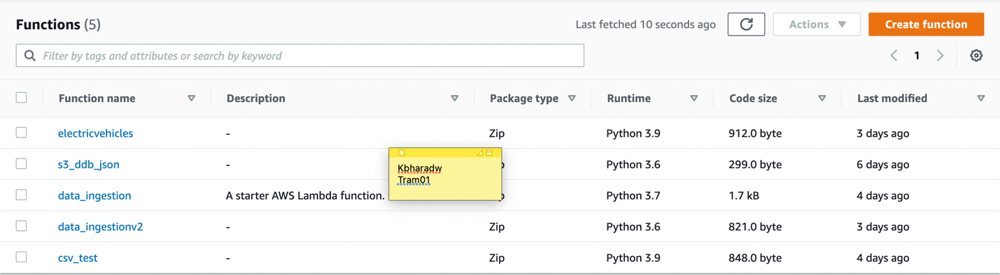 Functions (5)
Last fetched 10 seconds ago
Actions
Create function
Filter by tags and attributes or search by keyword
1
Function name Description Package type Runtime Code size Last modified
electricvehicles - Zip Python 3.9 912.0 byte 3 days ago
s3_ddb_json - Python 3.6 299.0 byte 6 days ago
Kbharadw
Tram01
data_ingestion A starter AWS Lambda function. Python 3.7 1.7 kB 4 days ago
data_ingestionv2 - Zip Python 3.6 821.0 byte 3 days ago
csv_test - Zip Python 3.9 848.0 byte 4 days ago